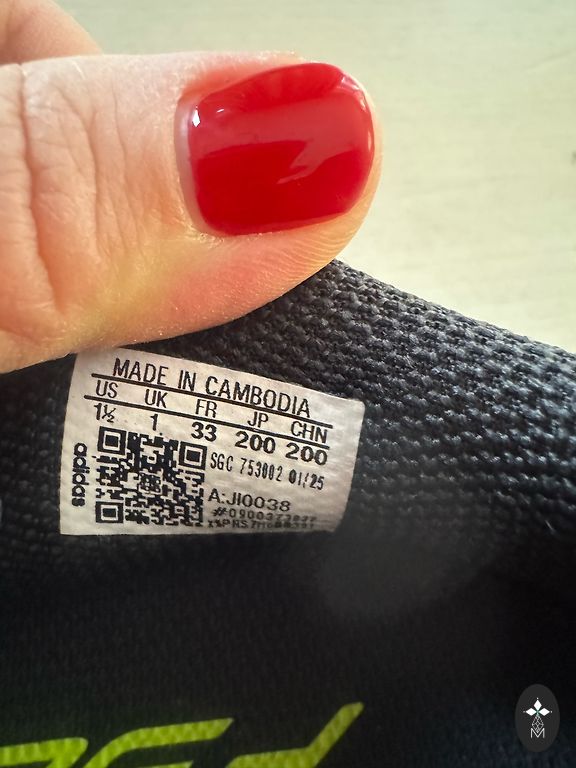 MADE IN CAMBODIA
US UK FR JP CHN
1½ 1 33 200 200
SGC 753002 01/25
adidas
A:JI0038
M